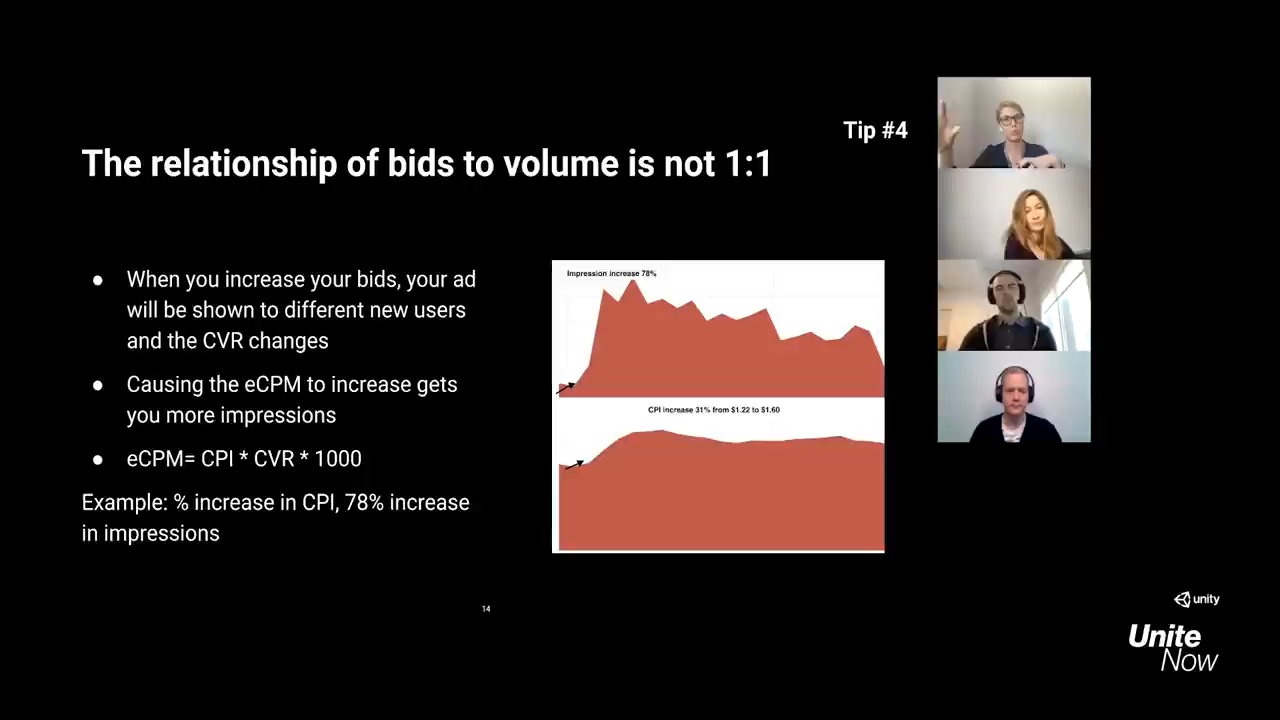 Tip #4
The relationship of bids to volume is not 1:1
● When you increase your bids, your ad
will be shown to different new users
and the CVR changes
● Causing the eCPM to increase gets
you more impressions
● eCPM= CPI * CVR * 1000
Example: % increase in CPI, 78% increase
in impressions
Impression increase 78%
CPI increase 31% from $1.22 to $1.60
14
unity
Unite
Now